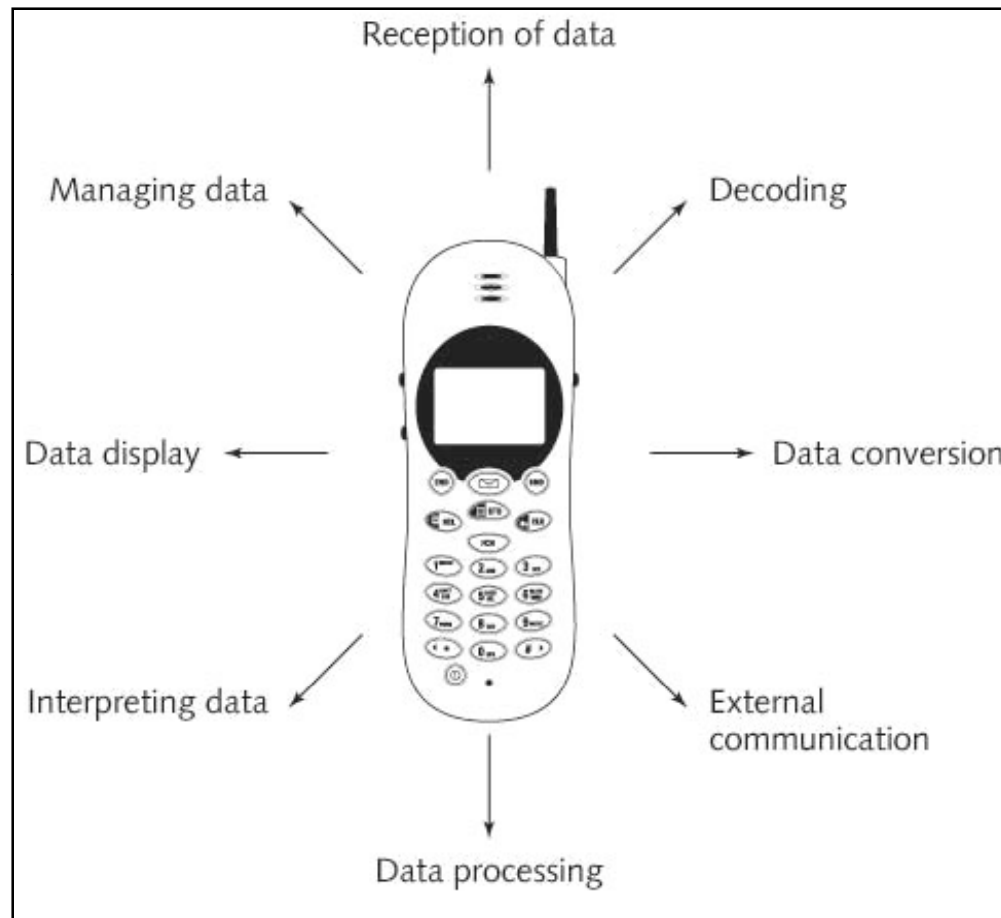 Reception of data
Managing data
Decoding
Data display
Data conversion
Interpreting data
External
communication
Data processing